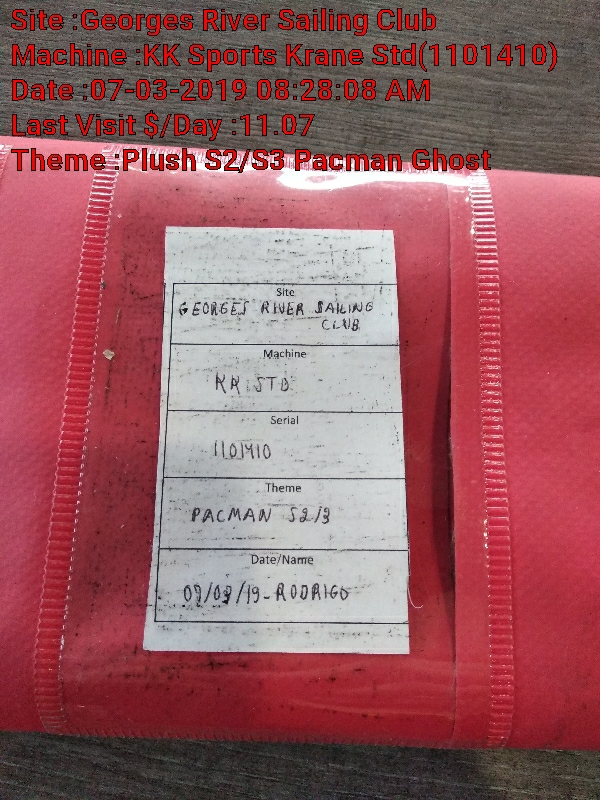 Site :Georges River Sailing Club
Machine :KK Sports Krane Std(1101410)
Date :07-03-2019 08:28:08 AM
Last Visit $/Day :11.07
Theme :Plush S2/S3 Pacman Ghost
Site
GEORGES RIVER SAILING
CLUB
Machine
KK STD
Serial
1101410
Theme
PACMAN S2/3
Date/Name
/19-RODRIGO